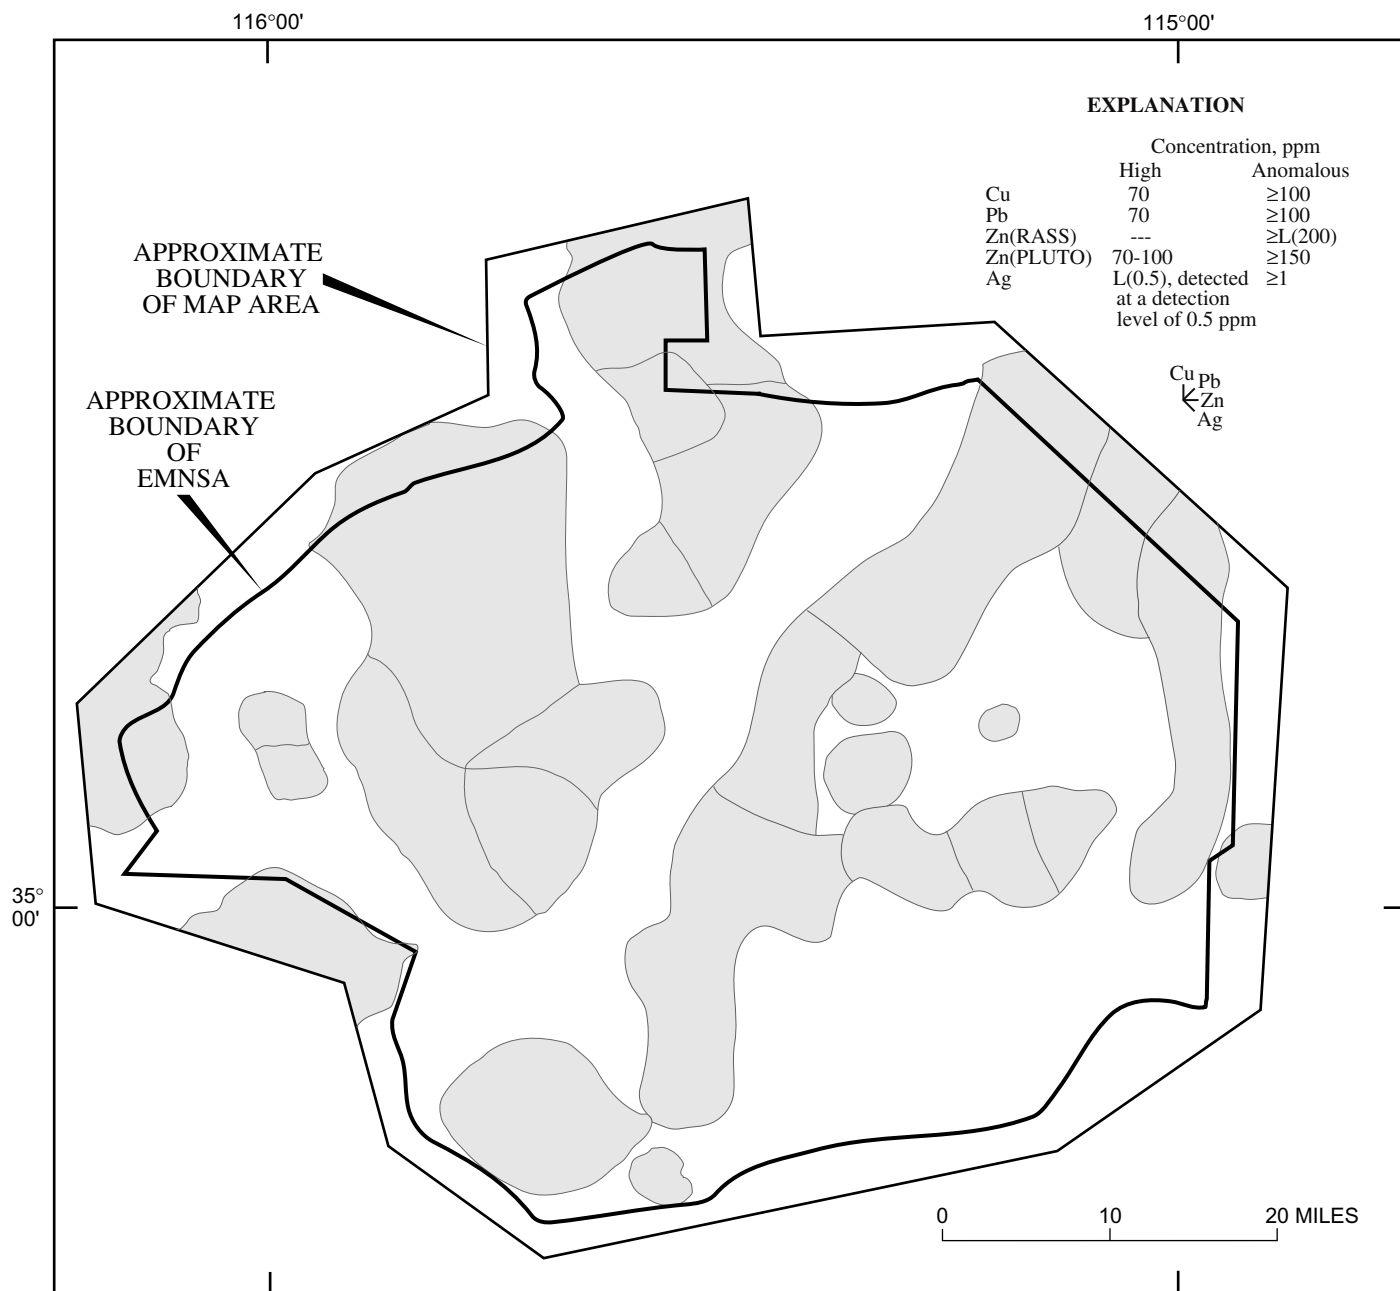 116°00'
115°00'
EXPLANATION
Concentration, ppm
High Anomalous
Cu 70 ≥100
Pb 70 ≥100
Zn(RASS) --- ≥L(200)
Zn(PLUTO) 70-100 ≥150
Ag L(0.5), detected ≥1
at a detection
level of 0.5 ppm
APPROXIMATE
BOUNDARY
OF MAP AREA
APPROXIMATE
BOUNDARY
OF
EMNSA
Cu Pb
Zn
Ag
35°
00'
0 10 20 MILES